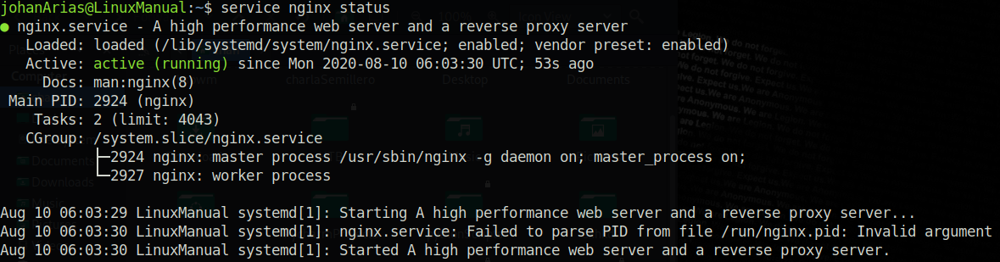 johanArias@LinuxManual:~$ service nginx status
● nginx.service - A high performance web server and a reverse proxy server
Loaded: loaded (/lib/systemd/system/nginx.service; enabled; vendor preset: enabled)
Active: active (running) since Mon 2020-08-10 06:03:30 UTC; 53s ago
Docs: man:nginx(8)
Main PID: 2924 (nginx)
Tasks: 2 (limit: 4043)
CGroup: /system.slice/nginx.service
├─2924 nginx: master process /usr/sbin/nginx -g daemon on; master_process on;
└─2927 nginx: worker process
Aug 10 06:03:29 LinuxManual systemd[1]: Starting A high performance web server and a reverse proxy server...
Aug 10 06:03:30 LinuxManual systemd[1]: nginx.service: Failed to parse PID from file /run/nginx.pid: Invalid argument
Aug 10 06:03:30 LinuxManual systemd[1]: Started A high performance web server and a reverse proxy server.
charlaSemillero
Desktop
Documents
Documents
Downloads
Music